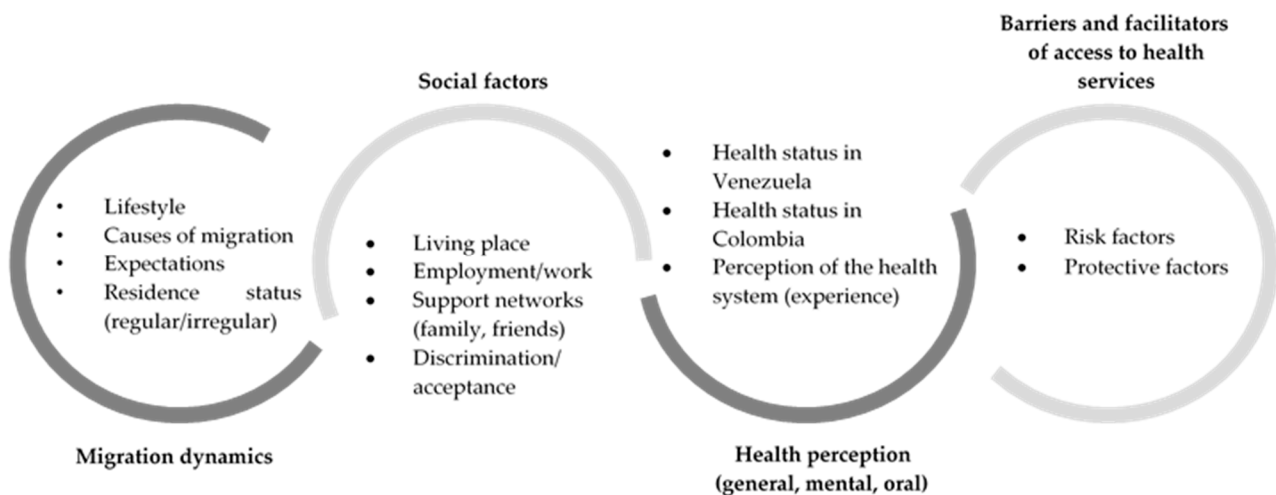 Migration dynamics
• Lifestyle
• Causes of migration
• Expectations
• Residence status
(regular/irregular)
Social factors
• Living place
• Employment/work
• Support networks
(family, friends)
• Discrimination/
acceptance
• Health status in
Venezuela
• Health status in
Colombia
• Perception of the health
system (experience)
Health perception
(general, mental, oral)
Barriers and facilitators
of access to health
services
• Risk factors
• Protective factors